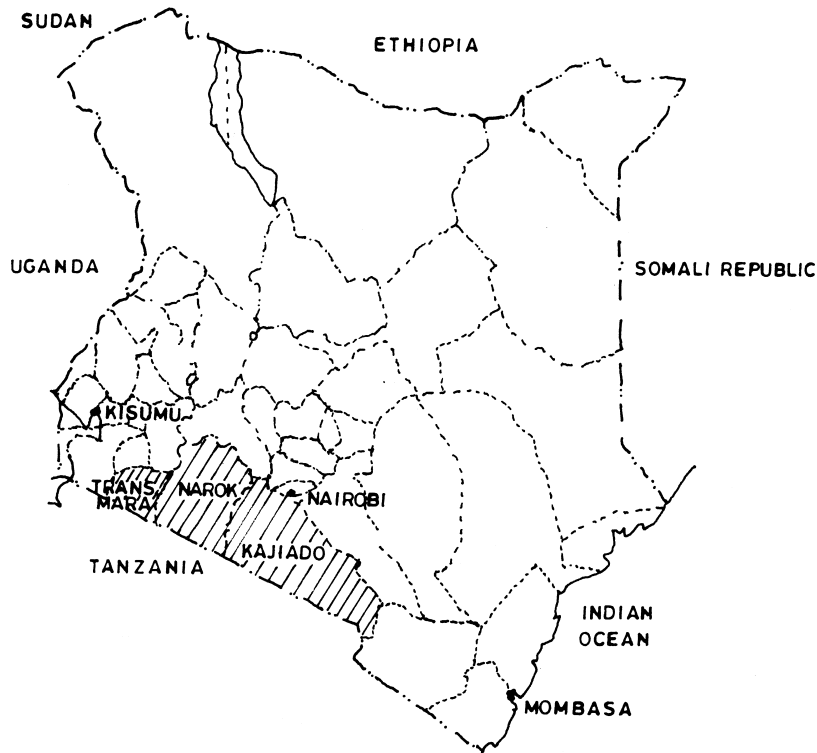 SUDAN
ETHIOPIA
UGANDA
SOMALI REPUBLIC
KISUMU
TRANS
MARA
NAROK
NAIROBI
KAJIADO
TANZANIA
INDIAN
OCEAN
MOMBASA